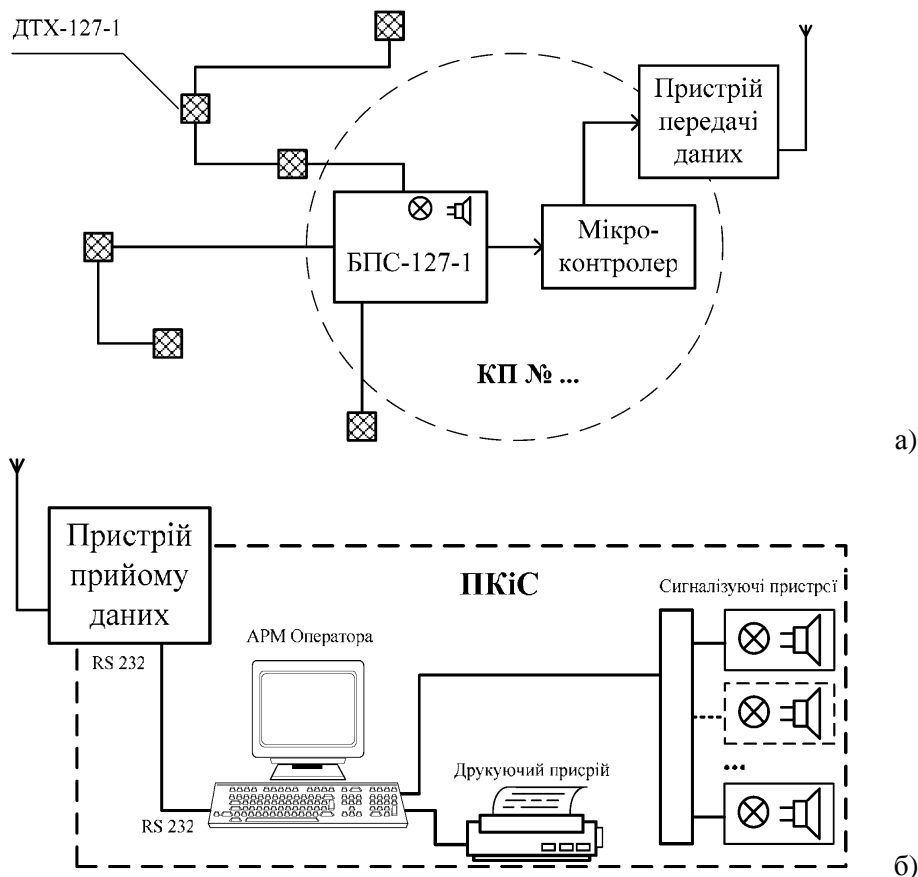 ДТХ-127-1
Пристрій
передачі
даних
Мікро-
контролер
БПС-127-1
КП № ...
а)
Пристрій
прийому
даних
ПКіС
Сигналізуючі пристрої
АРМ Оператора
RS 232
...
Друкуючий присрій
RS 232
б)